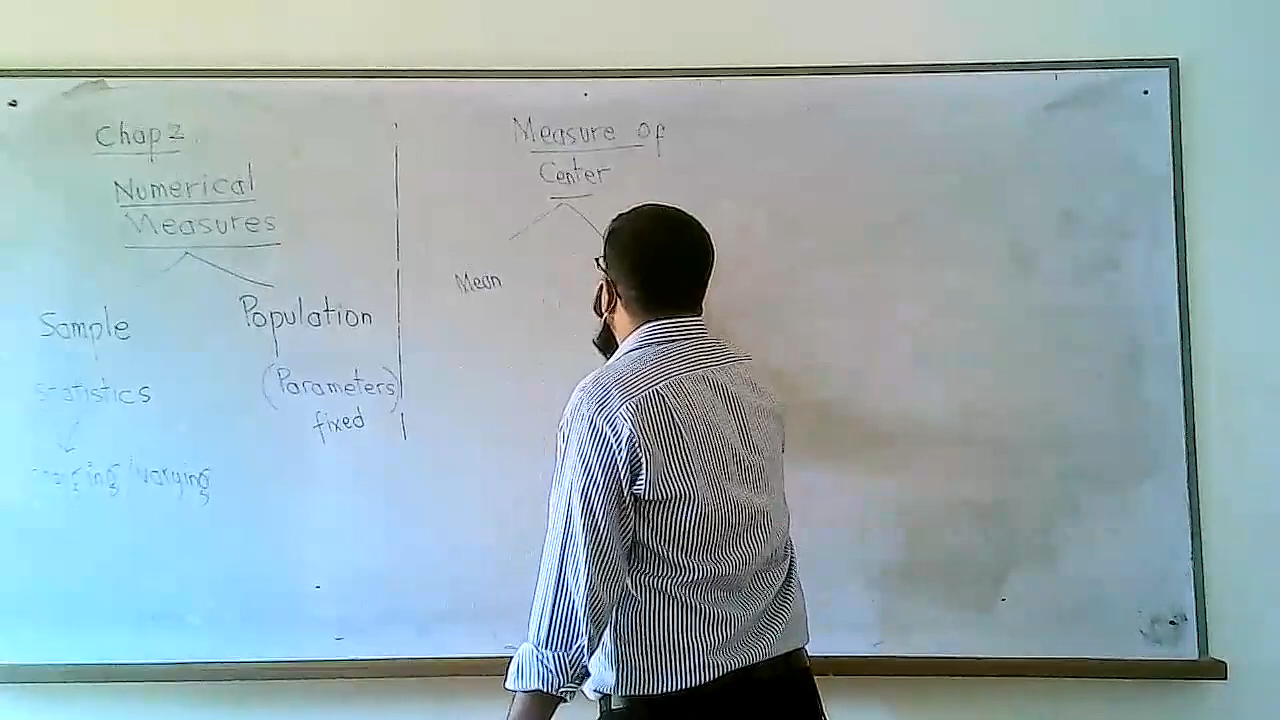 Chap 2.
Numerical
Measures
Sample
Population
statistics
(Parameters)
fixed
/varying
Measure of
Center
Mean